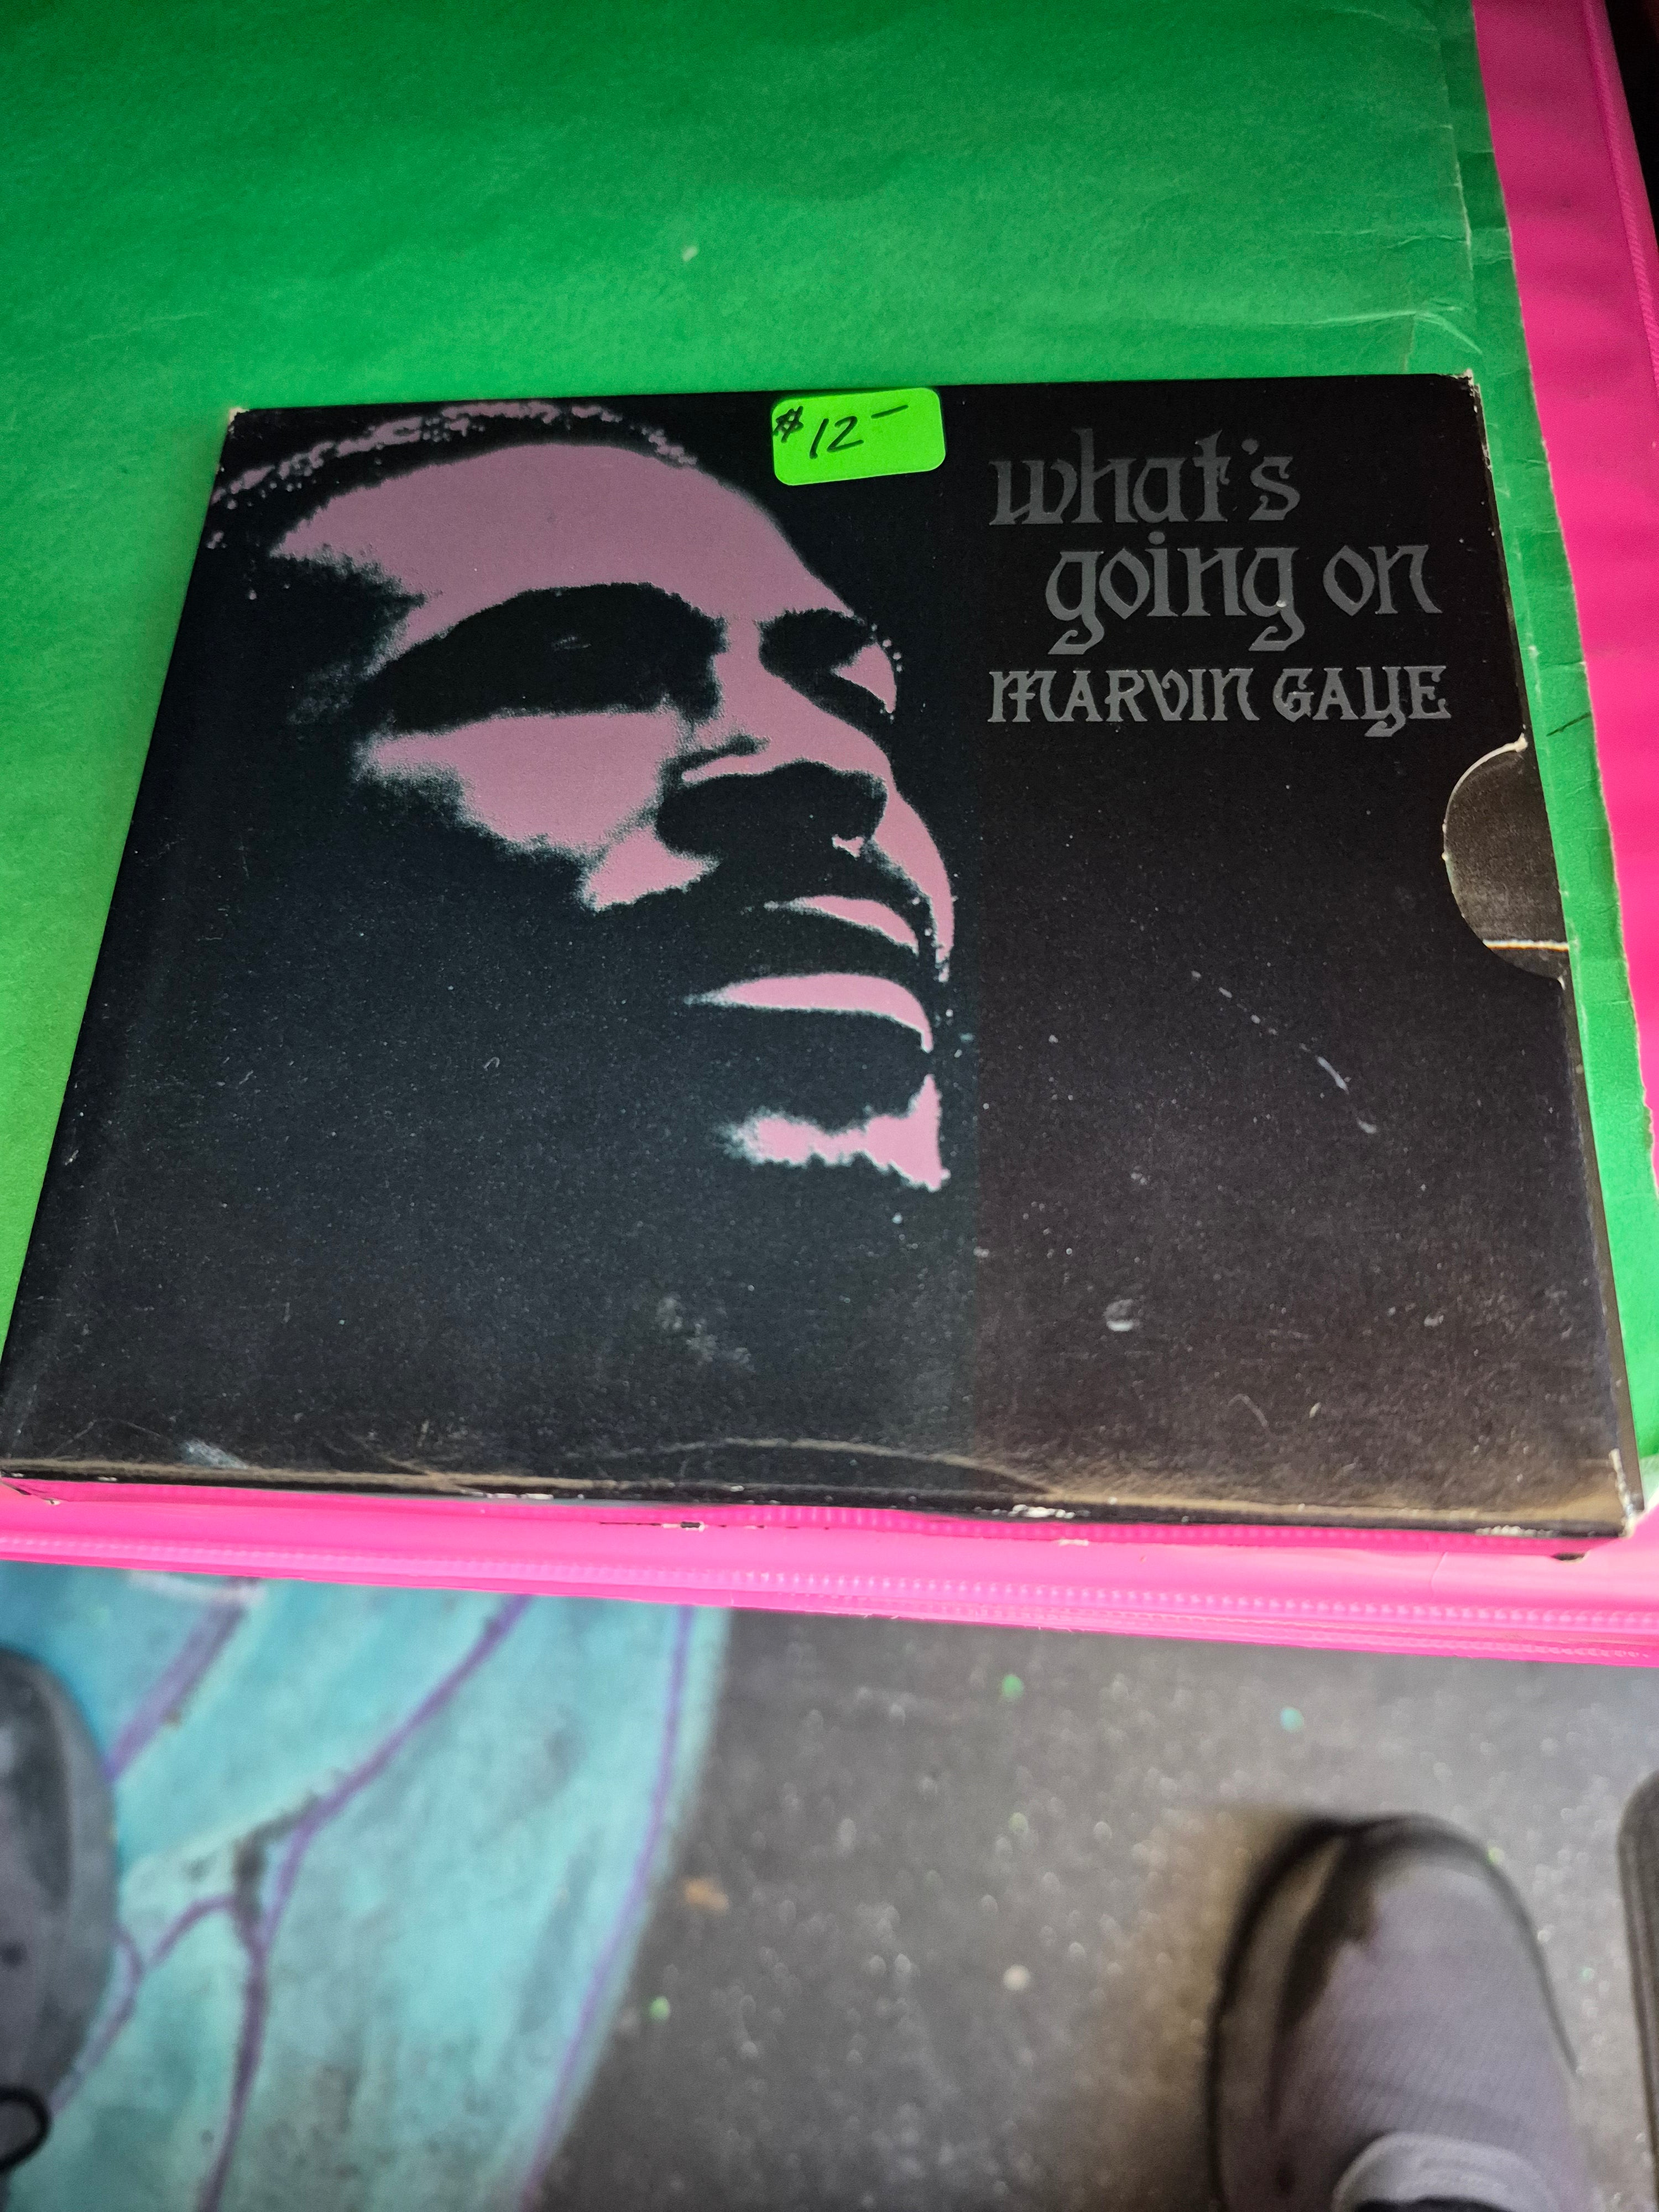 $12-
what's
going on
MARVIN GAYE